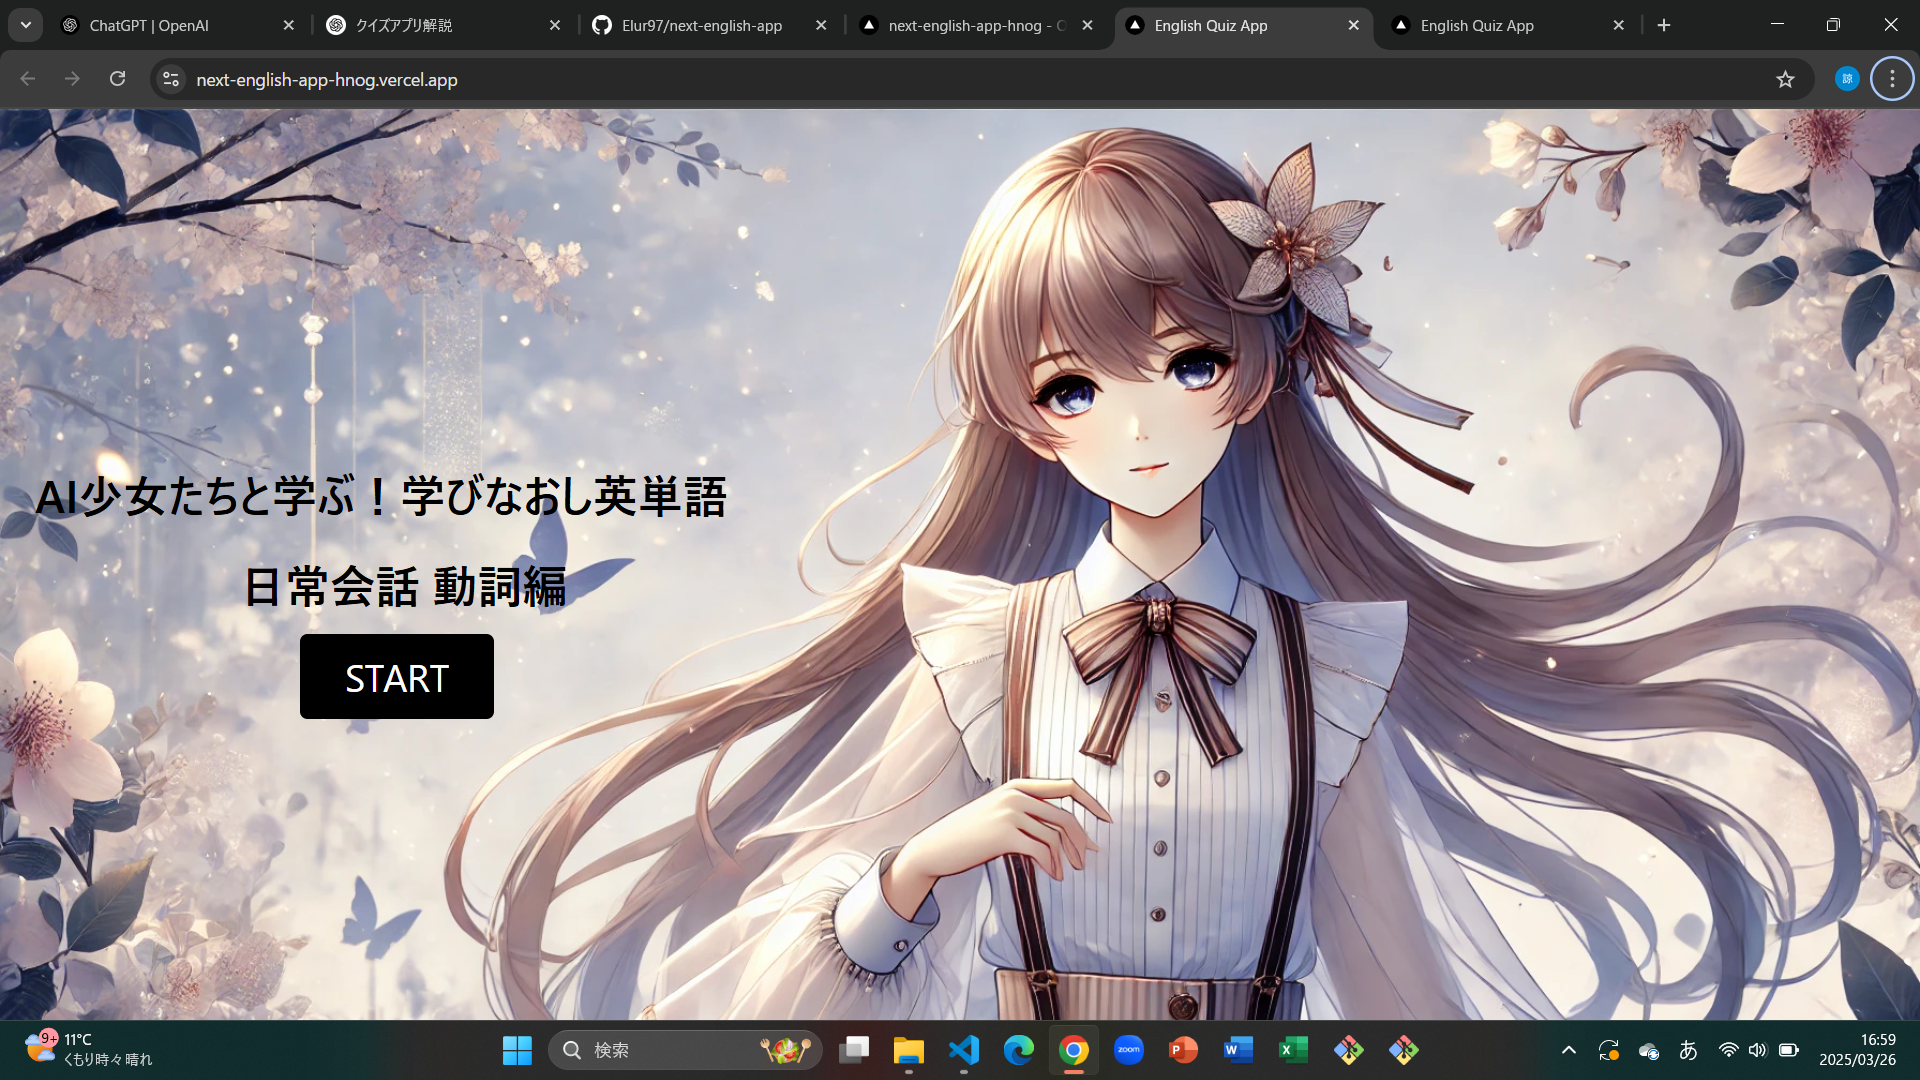 ChatGPT | OpenAI
クイズアプリ解説
Elur97/next-english-app
next-english-app-hnog - O
English Quiz App
English Quiz App
next-english-app-hnog.vercel.app
諒
AI少女たちと学ぶ！学びなおし英単語
日常会話 動詞編
START
9+
11°C
くもり時々晴れ
検索
zoom
P
W
X
あ
16:59
2025/03/26